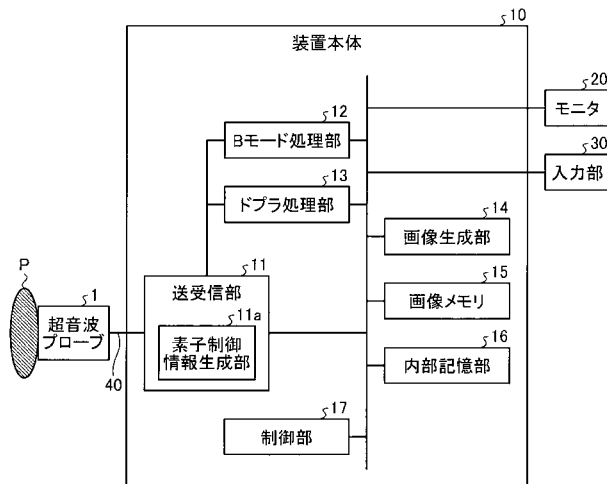 10
装置本体
20
モニタ
12
Bモード処理部
30
入力部
13
ドプラ処理部
14
画像生成部
P
1
超音波
プローブ
11
送受信部
11a
素子制御
情報生成部
15
画像メモリ
16
内部記憶部
40
17
制御部